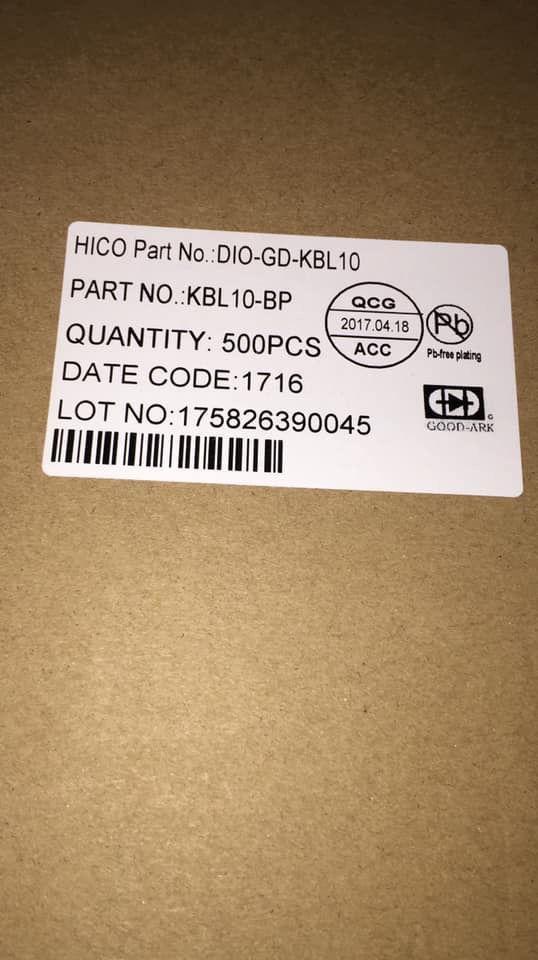 HICO Part No.:DIO-GD-KBL10
PART NO.:KBL10-BP
QUANTITY: 500PCS
DATE CODE:1716
LOT NO:175826390045
QCG
2017.04.18
ACC
Pb
Pb-free plating
G
GOOD-ARK